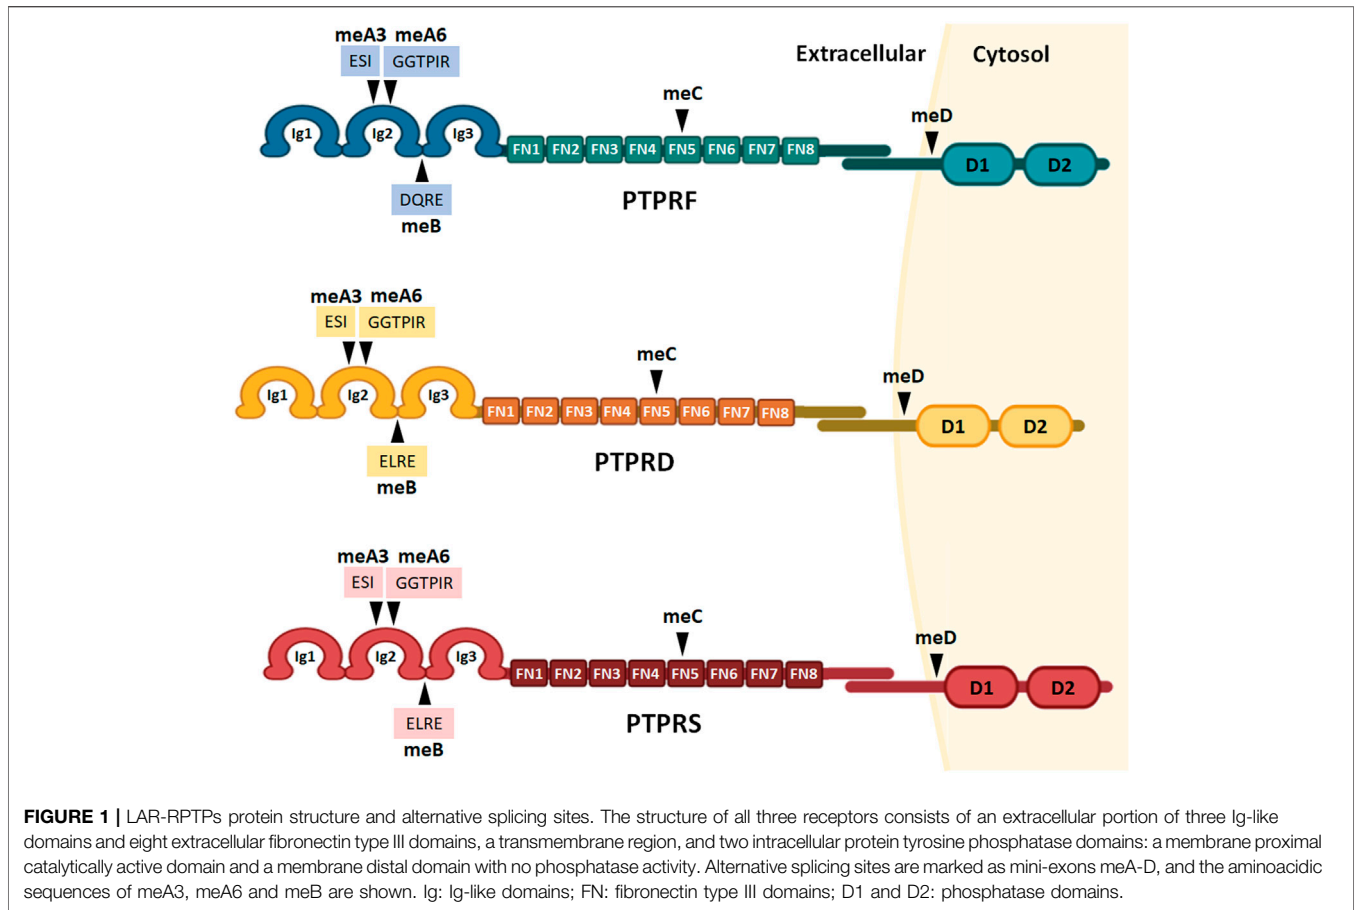 meA3 meA6
ESI GGTPIR
Extracellular Cytosol
meC
meD
Ig1 Ig2 Ig3
FN1 FN2 FN3 FN4 FN5 FN6 FN7 FN8
D1 D2
DQRE
meB
PTPRF
meA3 meA6
ESI GGTPIR
meC
meD
Ig1 Ig2 Ig3
FN1 FN2 FN3 FN4 FN5 FN6 FN7 FN8
D1 D2
ELRE
meB
PTPRD
meA3 meA6
ESI GGTPIR
meC
meD
Ig1 Ig2 Ig3
FN1 FN2 FN3 FN4 FN5 FN6 FN7 FN8
D1 D2
ELRE
meB
PTPRS
FIGURE 1 | LAR-RPTPs protein structure and alternative splicing sites. The structure of all three receptors consists of an extracellular portion of three Ig-like
domains and eight extracellular fibronectin type III domains, a transmembrane region, and two intracellular protein tyrosine phosphatase domains: a membrane proximal
catalytically active domain and a membrane distal domain with no phosphatase activity. Alternative splicing sites are marked as mini-exons meA-D, and the aminoacidic
sequences of meA3, meA6 and meB are shown. Ig: Ig-like domains; FN: fibronectin type III domains; D1 and D2: phosphatase domains.